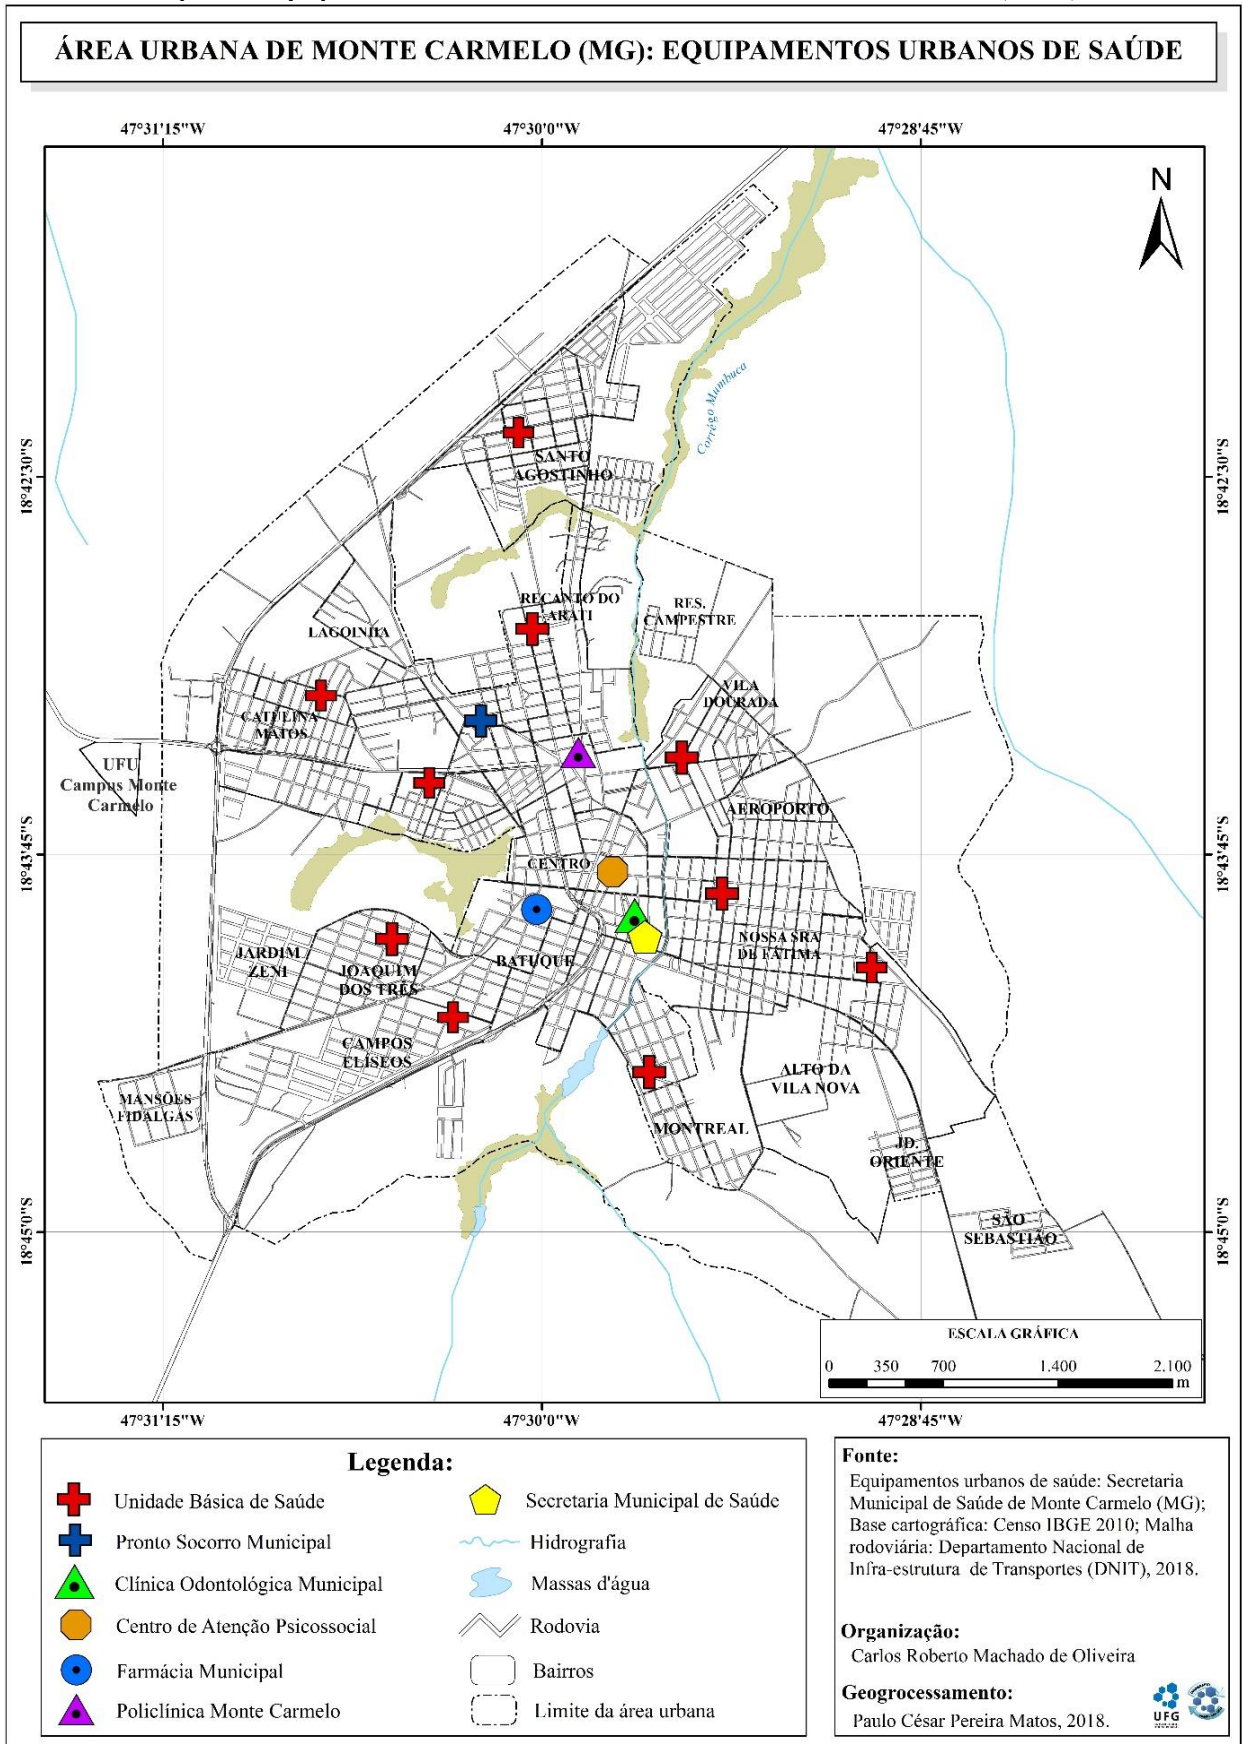 ÁREA URBANA DE MONTE CARMELO (MG): EQUIPAMENTOS URBANOS DE SAÚDE
47°31'15"W
47°30'0"W
47°28'45"W
N
Corrégo Mumbuca
18°42'30"S
18°42'30"S
SANTO
AGOSTINHO
RECANTO DO
ARATI
RES.
CAMPESTRE
LAGOINHA
VILA
DOURADA
CATULINA
MATOS
UFU
Campus Monte
Carmelo
AEROPORTO
18°43'45"S
18°43'45"S
CENTRO
NOSSA SRA
DE FÁTIMA
JARDIM
ZENI
JOAQUIM
DOS TRÊS
BATUQUE
CAMPOS
ELÍSEOS
ALTO DA
VILA NOVA
MANSÕES
FIDALGAS
MONTREAL
JD.
ORIENTE
SÃO
SEBASTIÃO
18°45'0"S
18°45'0"S
ESCALA GRÁFICA
0 350 700 1.400 2.100
m
47°31'15"W
47°30'0"W
47°28'45"W
Legenda:
Unidade Básica de Saúde
Pronto Socorro Municipal
Clínica Odontológica Municipal
Centro de Atenção Psicossocial
Farmácia Municipal
Policlínica Monte Carmelo
Secretaria Municipal de Saúde
Hidrografia
Massas d'água
Rodovia
Bairros
Limite da área urbana
Fonte:
Equipamentos urbanos de saúde: Secretaria
Municipal de Saúde de Monte Carmelo (MG);
Base cartográfica: Censo IBGE 2010; Malha
rodoviária: Departamento Nacional de
Infra-estrutura de Transportes (DNIT), 2018.
Organização:
Carlos Roberto Machado de Oliveira
Geogrocessamento:
Paulo César Pereira Matos, 2018.
UFG